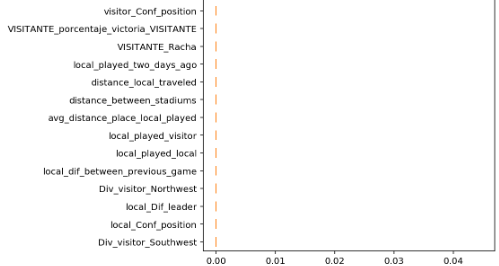 visitor_Conf_position
VISITANTE_porcentaje_victoria_VISITANTE
VISITANTE_Racha
local_played_two_days_ago
distance_local_traveled
distance_between_stadiums
avg_distance_place_local_played
local_played_visitor
local_played_local
local_dif_between_previous_game
Div_visitor_Northwest
local_Dif_leader
local_Conf_position
Div_visitor_Southwest
0.00 0.01 0.02 0.03 0.04